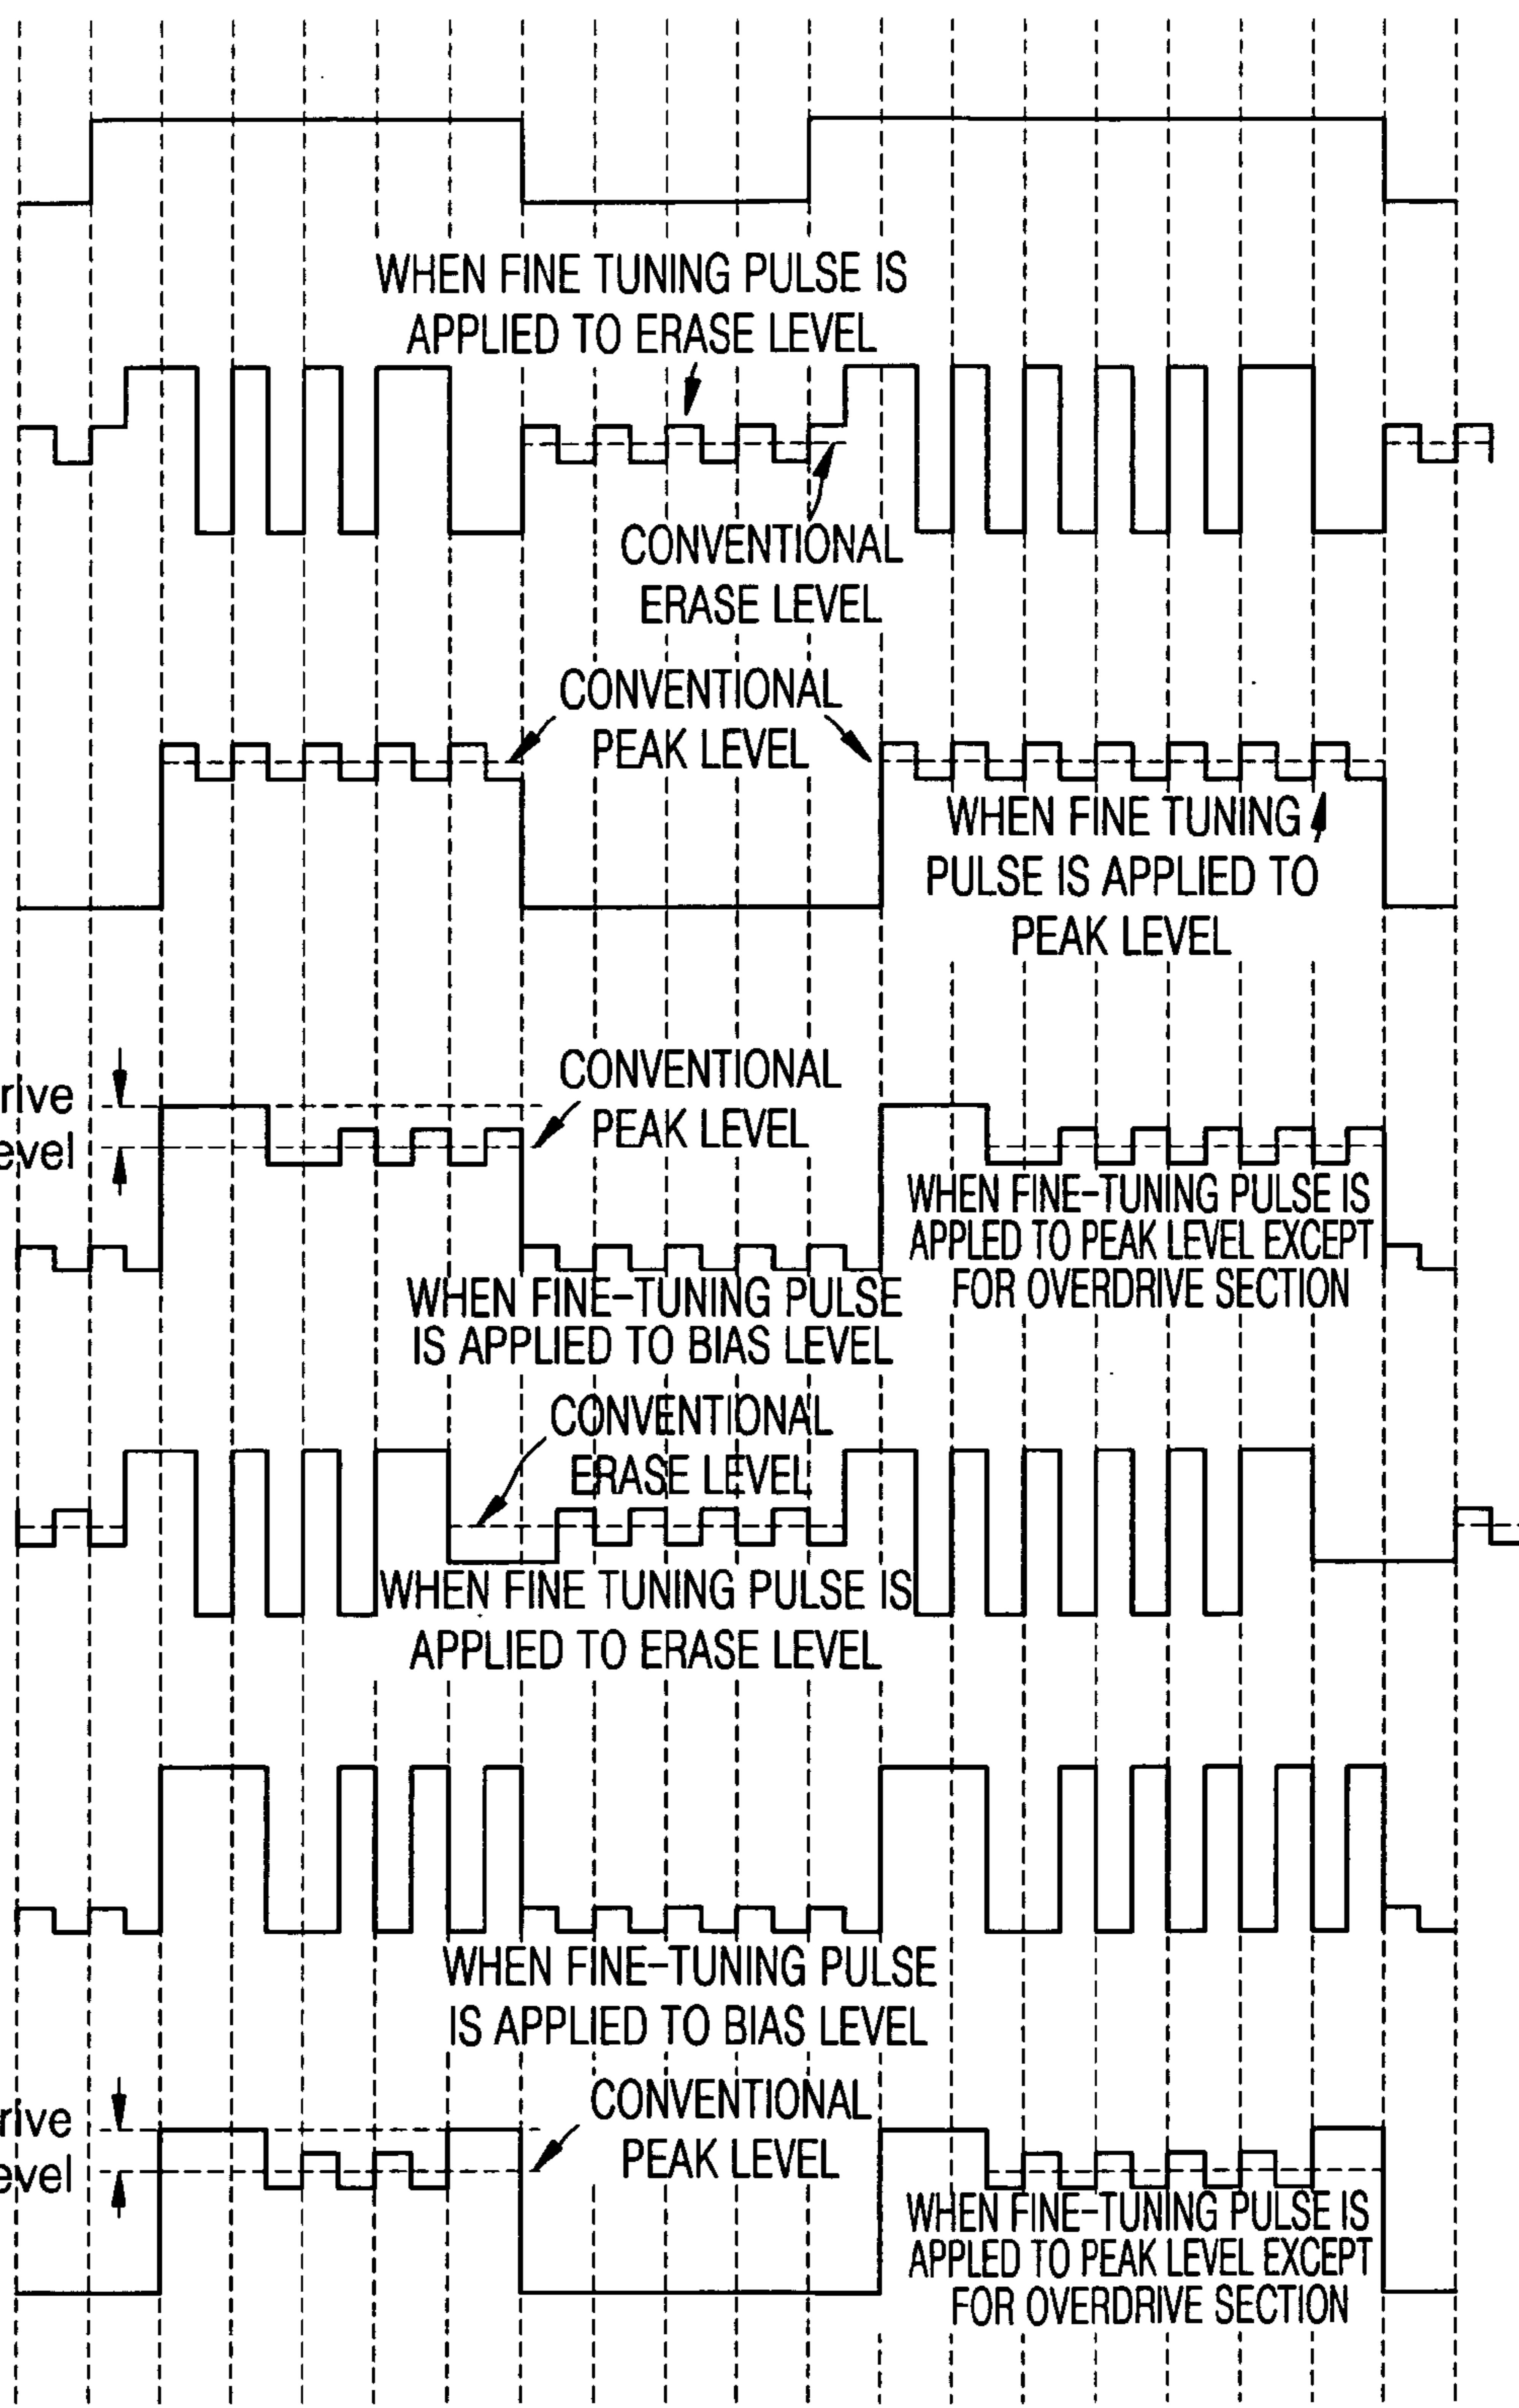 WHEN FINE TUNING PULSE IS
APPLIED TO ERASE LEVEL
CONVENTIONAL
ERASE LEVEL
CONVENTIONAL
PEAK LEVEL
WHEN FINE TUNING
PULSE IS APPLIED TO
PEAK LEVEL
rive
evel
CONVENTIONAL
PEAK LEVEL
WHEN FINE-TUNING PULSE IS
APPLED TO PEAK LEVEL EXCEPT
FOR OVERDRIVE SECTION
WHEN FINE-TUNING PULSE
IS APPLIED TO BIAS LEVEL
CONVENTIONAL
ERASE LEVEL
WHEN FINE TUNING PULSE IS
APPLIED TO ERASE LEVEL
WHEN FINE-TUNING PULSE
IS APPLIED TO BIAS LEVEL
rive
evel
CONVENTIONAL
PEAK LEVEL
WHEN FINE-TUNING PULSE IS
APPLED TO PEAK LEVEL EXCEPT
FOR OVERDRIVE SECTION